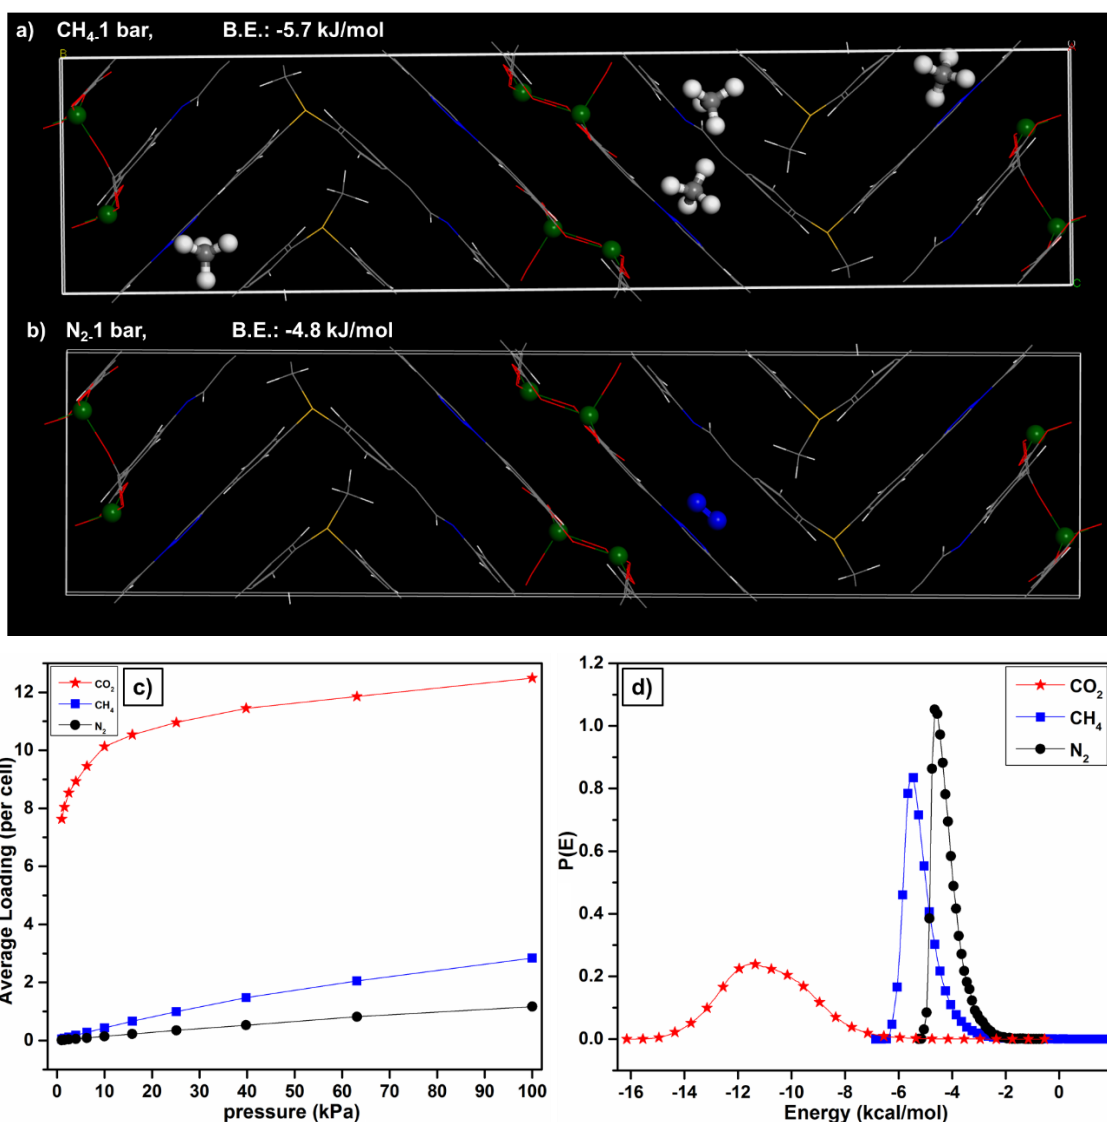 a) CH₄-1 bar, B.E.: -5.7 kJ/mol
B
C
b) N₂-1 bar, B.E.: -4.8 kJ/mol
c)
CO₂
CH₄
N₂
12
10
8
6
4
2
0
Average Loading (per cell)
0 10 20 30 40 50 60 70 80 90 100
pressure (kPa)
d)
CO₂
CH₄
N₂
1.2
1.0
0.8
0.6
0.4
0.2
0.0
P(E)
-16 -14 -12 -10 -8 -6 -4 -2 0
Energy (kcal/mol)